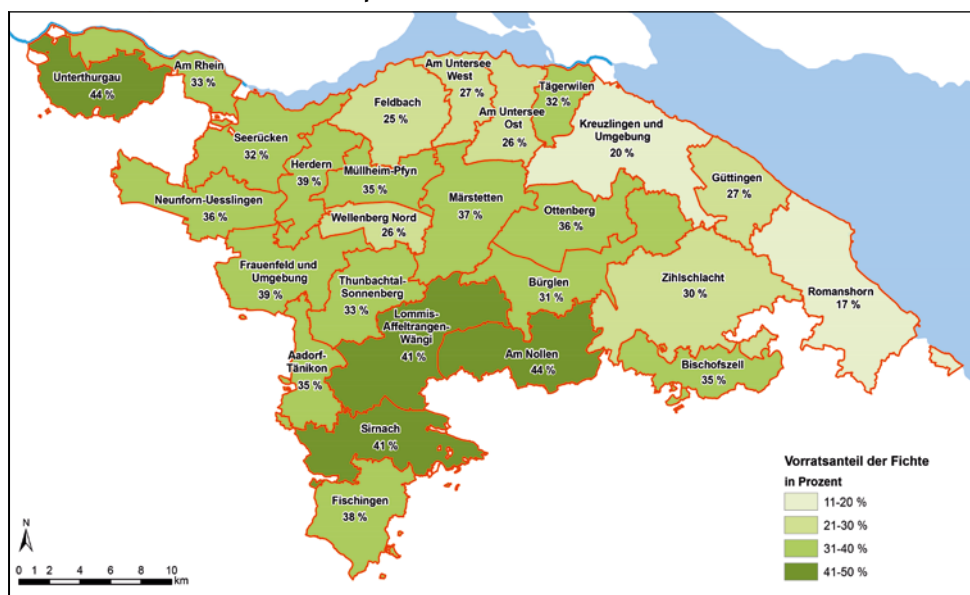 Unterthurgau
44 %
Am Rhein
33 %
Seerücken
32 %
Herdern
39 %
Müllheim-Pfyn
35 %
Feldbach
25 %
Am Untersee
West
27 %
Am Untersee
Ost
26 %
Tägerwilen
32 %
Kreuzlingen und
Umgebung
20 %
Güttingen
27 %
Neunforn-Uesslingen
36 %
Wellenberg Nord
26 %
Märstetten
37 %
Ottenberg
36 %
Frauenfeld und
Umgebung
39 %
Thunbachtal-
Sonnenberg
33 %
Bürglen
31 %
Zihlschlacht
30 %
Romanshorn
17 %
Lommis-
Affeltrangen-
Wängi
41 %
Am Nollen
44 %
Bischofszell
35 %
Aadorf-
Tänikon
35 %
Sirnach
41 %
Fischingen
38 %
Vorratsanteil der Fichte
in Prozent
11-20 %
21-30 %
31-40 %
41-50 %
N
0 2 4 6 8 10
km